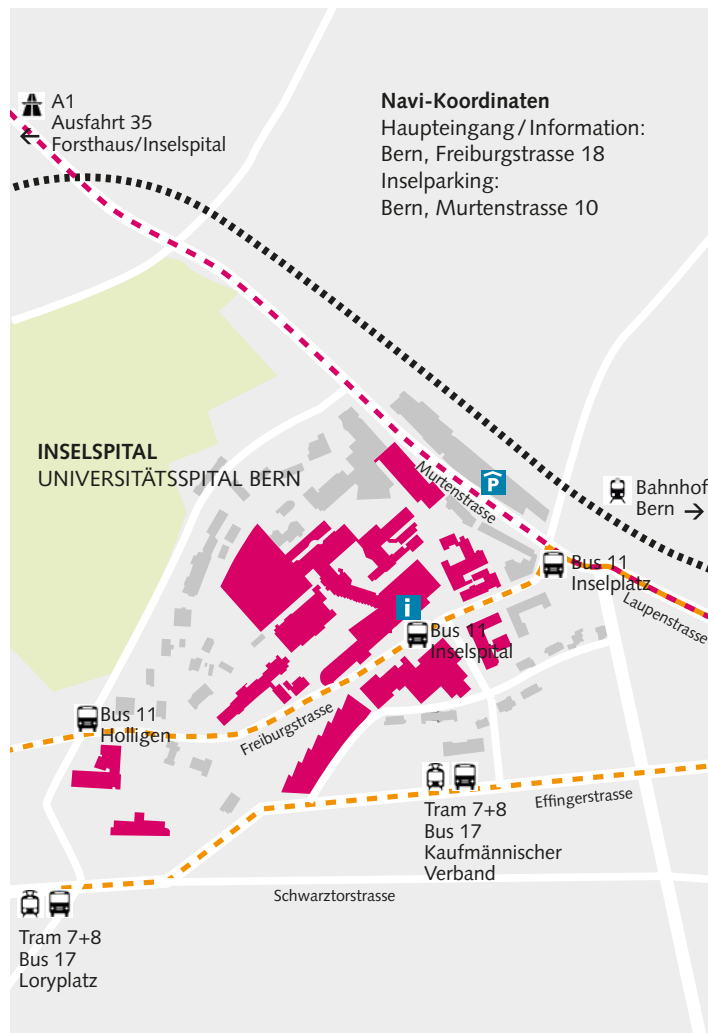 A1
Ausfahrt 35
Forsthaus/Inselspital
←
Navi-Koordinaten
Haupteingang/Information:
Bern, Freiburgstrasse 18
Inselparking:
Bern, Murtenstrasse 10
INSELSPITAL
UNIVERSITÄTSSPITAL BERN
Murtenstrasse
P
Bahnhof
Bern →
Bus 11
Inselplatz
Laupenstrasse
i
Bus 11
Inselspital
Bus 11
Holligen
Freiburgstrasse
Tram 7+8
Bus 17
Kaufmännischer
Verband
Effingerstrasse
Schwarztorstrasse
Tram 7+8
Bus 17
Loryplatz